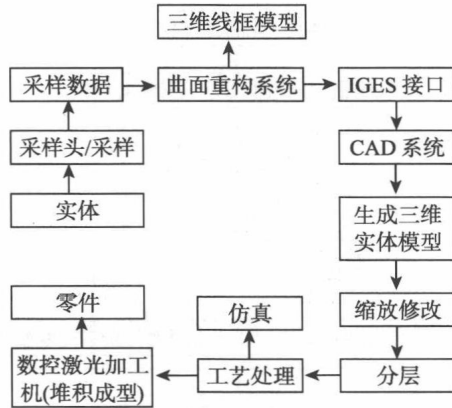 三维线框模型
采样数据
曲面重构系统
IGES 接口
采样头/采样
CAD 系统
实体
生成三维
实体模型
零件
仿真
缩放修改
数控激光加工
机(堆积成型)
工艺处理
分层